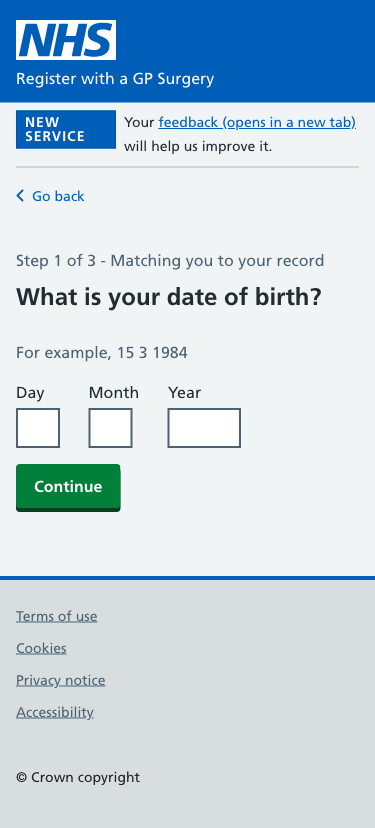 NHS
Register with a GP Surgery
NEW
SERVICE
Your feedback (opens in a new tab)
will help us improve it.
Go back
Step 1 of 3 - Matching you to your record
What is your date of birth?
For example, 15 3 1984
Day Month Year
Continue
Terms of use
Cookies
Privacy notice
Accessibility
© Crown copyright